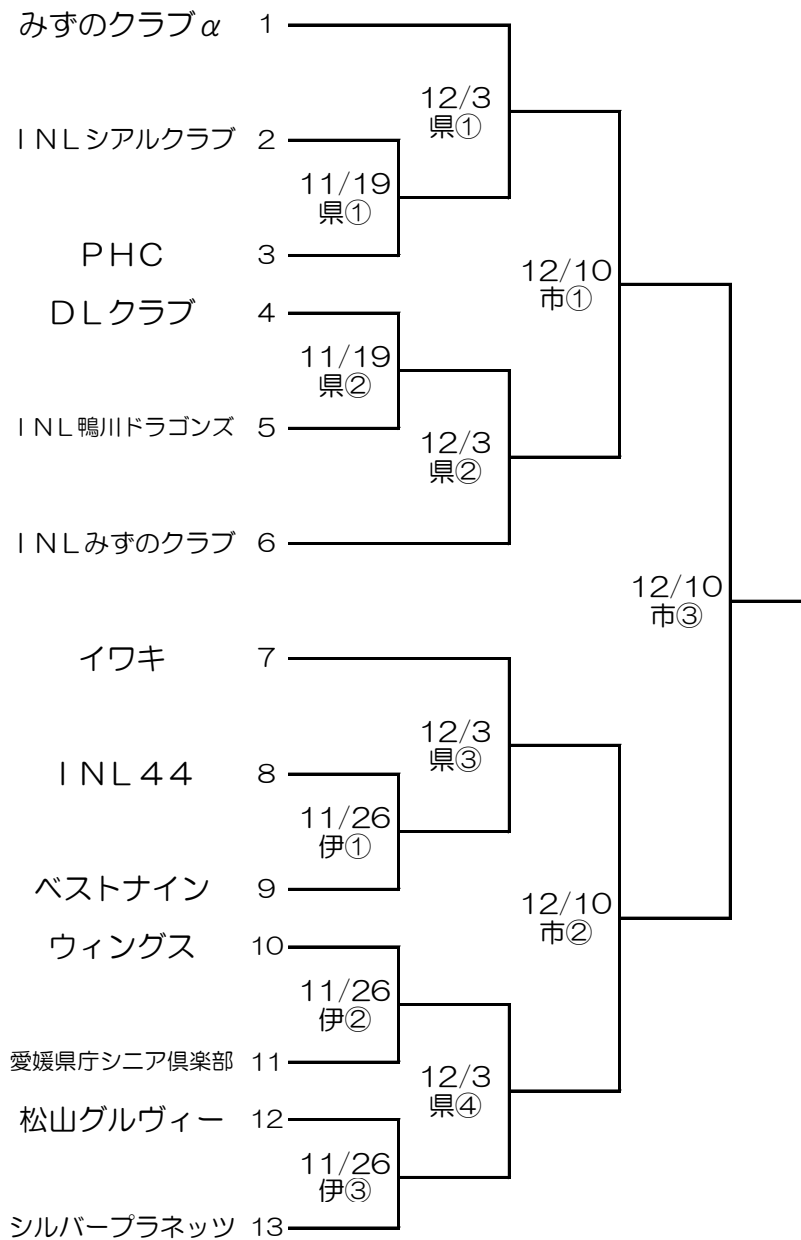 みずのクラブα 1
12/3
県①
ＩＮＬシアルクラブ 2
11/19
県①
ＰＨＣ 3
12/10
市①
ＤＬクラブ 4
11/19
県②
ＩＮＬ鴨川ドラゴンズ 5
12/3
県②
ＩＮＬみずのクラブ 6
12/10
市③
イワキ 7
12/3
県③
ＩＮＬ４４ 8
11/26
伊①
ベストナイン 9
12/10
市②
ウィングス 10
11/26
伊②
愛媛県庁シニア倶楽部 11
12/3
県④
松山グルヴィー 12
11/26
伊③
シルバープラネッツ 13